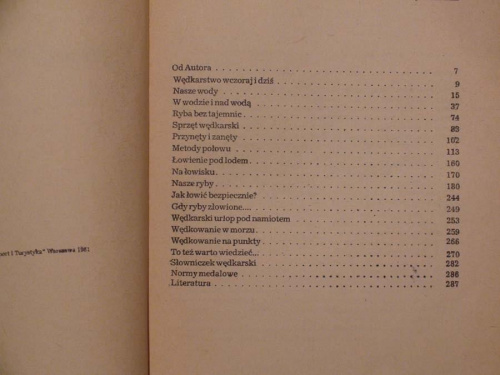 Od Autora . . . . . . . . . . . . . . . . . . . . . 7
Wędkarstwo wczoraj i dziś . . . . . . . . . . . . . . . . 9
Nasze wody . . . . . . . . . . . . . . . . . . . . 15
W wodzie i nad wodą . . . . . . . . . . . . . . . . . 37
Ryba bez tajemnic . . . . . . . . . . . . . . . . . . 74
Sprzęt wędkarski . . . . . . . . . . . . . . . . . . 83
Przynęty i zanęty . . . . . . . . . . . . . . . . . . 102
Metody połowu . . . . . . . . . . . . . . . . . . . 113
Łowienie pod lodem . . . . . . . . . . . . . . . . . 160
Na łowisku . . . . . . . . . . . . . . . . . . . . 170
Nasze ryby . . . . . . . . . . . . . . . . . . . . 180
Jak łowić bezpiecznie? . . . . . . . . . . . . . . . . 244
Gdy ryby złowione.... . . . . . . . . . . . . . . . . 249
Wędkarski urlop pod namiotem . . . . . . . . . . . . . 253
Wędkowanie w morzu . . . . . . . . . . . . . . . . . 259
Wędkowanie na punkty . . . . . . . . . . . . . . . . 266
To też warto wiedzieć... . . . . . . . . . . . . . . . 270
Słowniczek wędkarski . . . . . . . . . . . . . . . . 282
Normy medalowe . . . . . . . . . . . . . . . . . . 286
Literatura . . . . . . . . . . . . . . . . . . . . 287
i Turystyka" Warszawa 1981